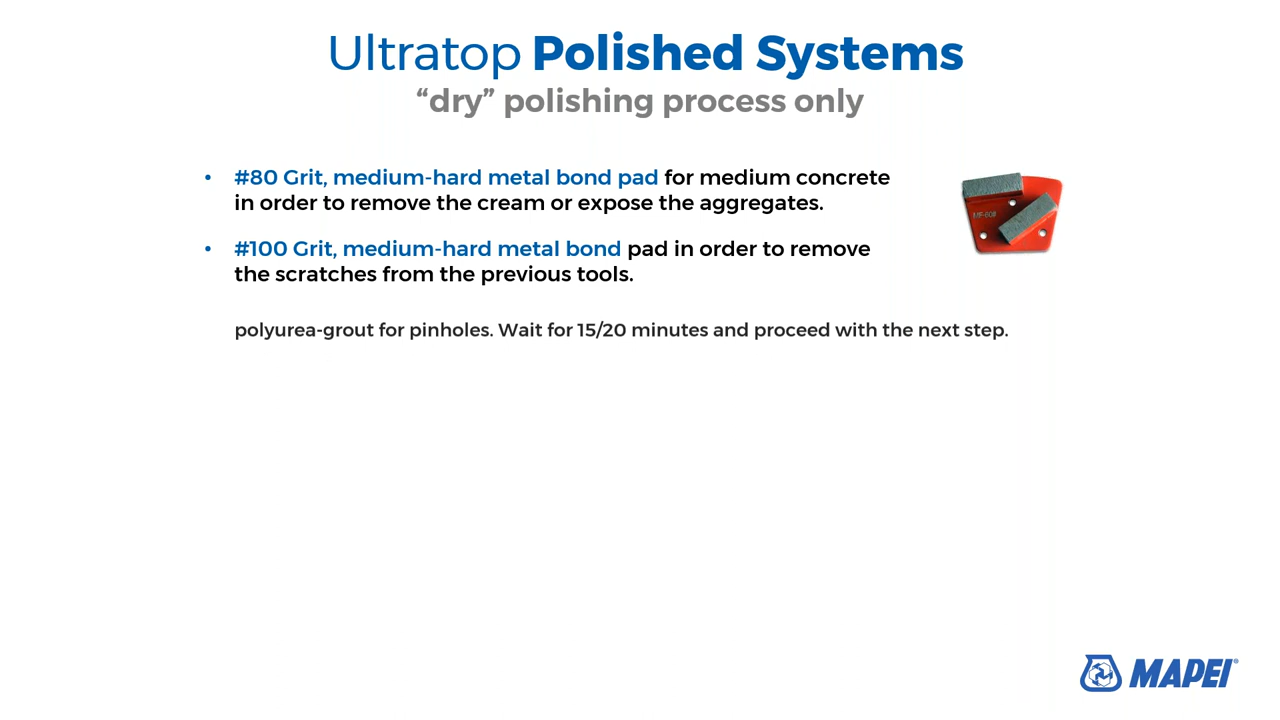 Ultratop Polished Systems
“dry” polishing process only
• #80 Grit, medium-hard metal bond pad for medium concrete
in order to remove the cream or expose the aggregates.
• #100 Grit, medium-hard metal bond pad in order to remove
the scratches from the previous tools.
polyurea-grout for pinholes. Wait for 15/20 minutes and proceed with the next step.
MAPEI®